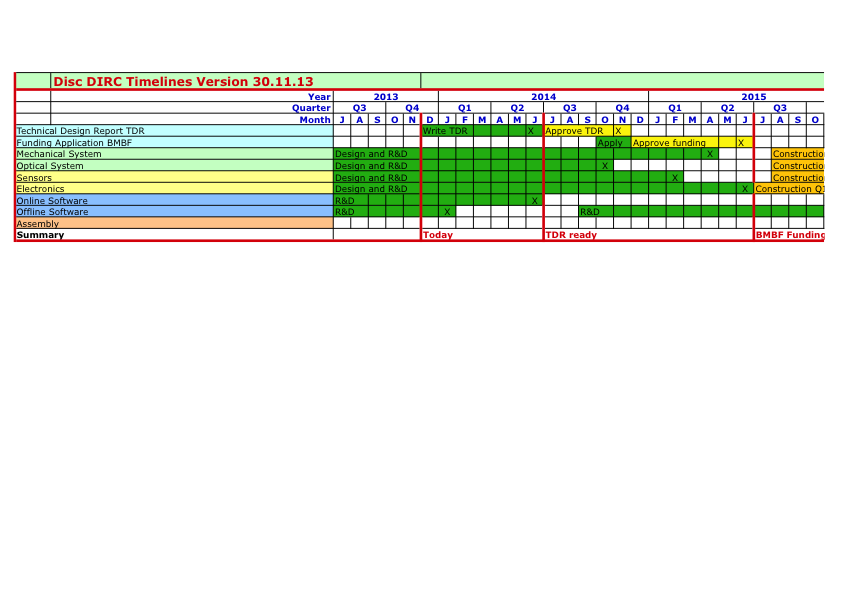 Disc DIRC Timelines Version 30.11.13
Year 2013 2014 2015
Quarter Q3 Q4 Q1 Q2 Q3 Q4 Q1 Q2 Q3
Month J A S O N D J F M A M J J A S O N D J F M A M J J A S O
Technical Design Report TDR Write TDR X Approve TDR X
Funding Application BMBF Apply Approve funding X
Mechanical System Design and R&D X Constructio
Optical System Design and R&D X Constructio
Sensors Design and R&D X Constructio
Electronics Design and R&D X Construction Q1
Online Software R&D X
Offline Software R&D X R&D
Assembly
Summary Today TDR ready BMBF Funding